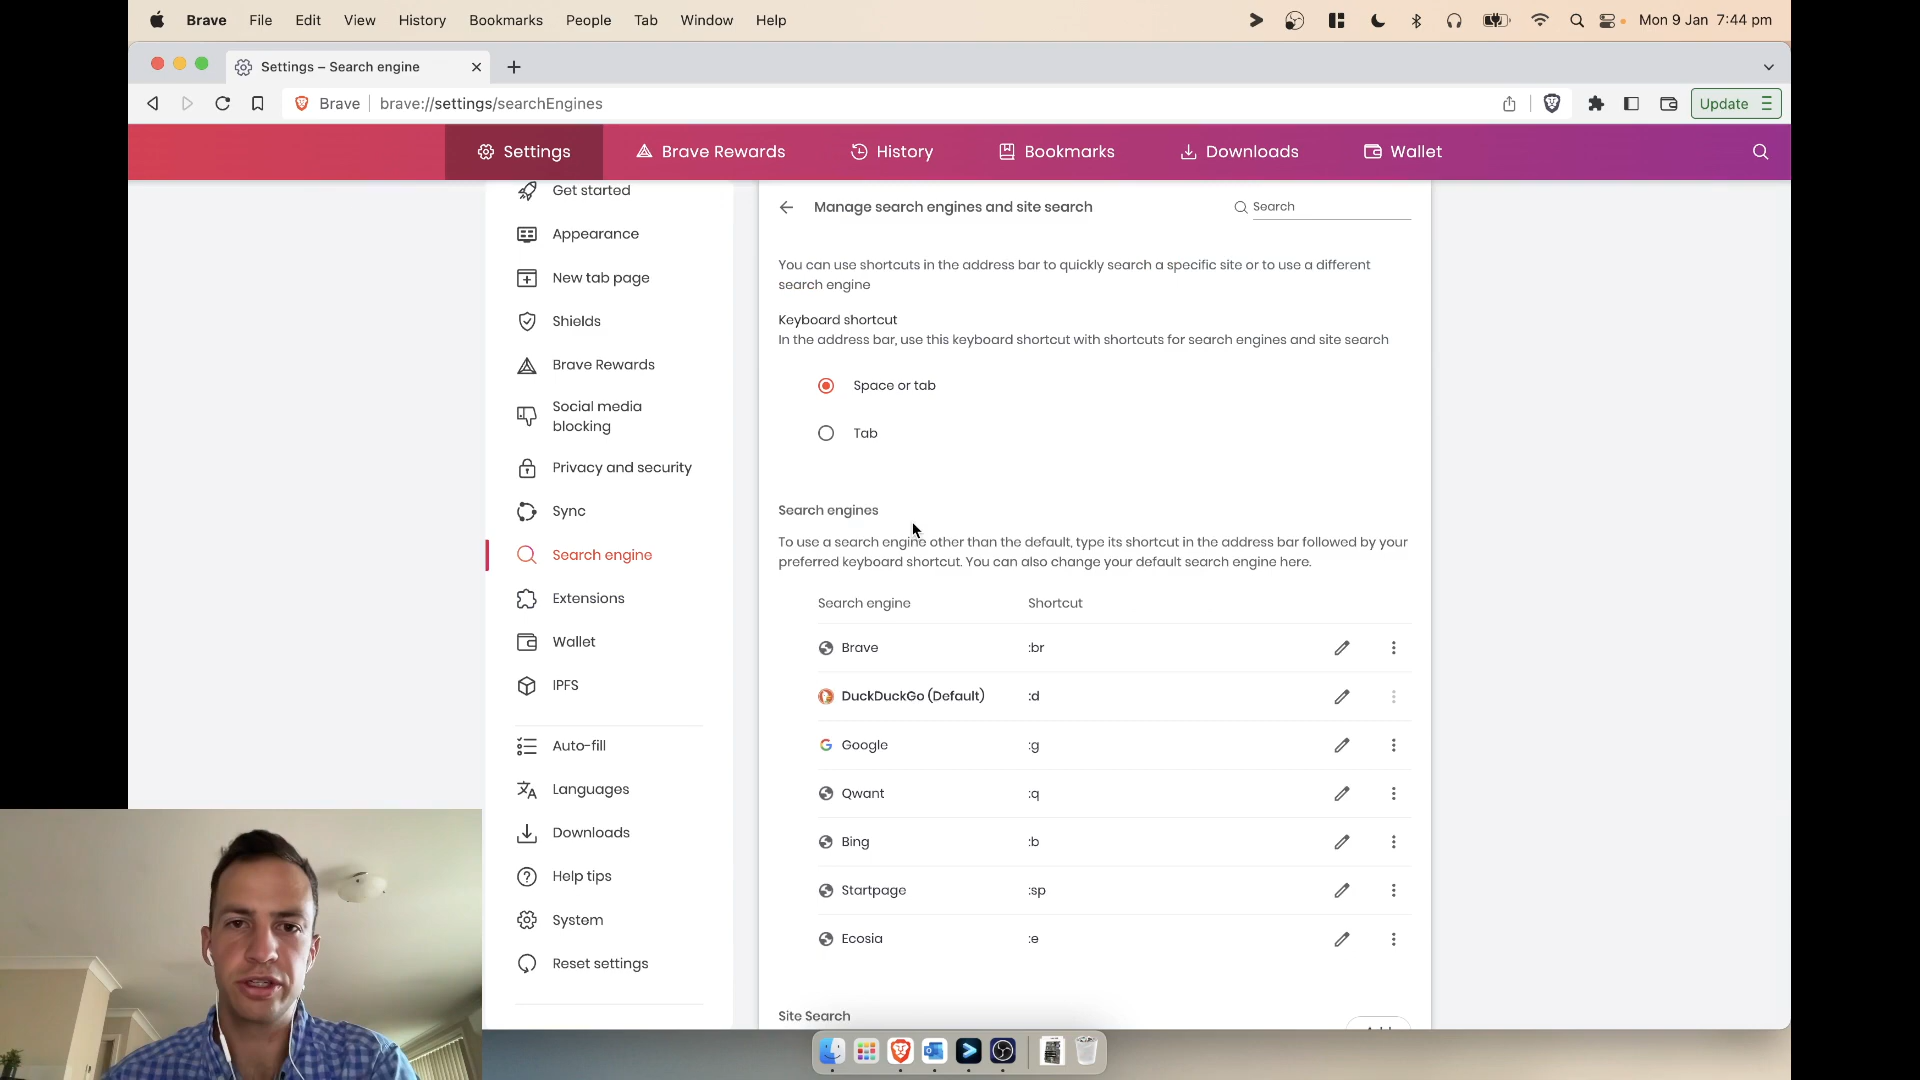 Brave File Edit View History Bookmarks People Tab Window Help Mon 9 Jan 7:44 pm
Settings – Search engine
Brave brave://settings/searchEngines Update
Settings Brave Rewards History Bookmarks Downloads Wallet
Get started
Appearance
New tab page
Shields
Brave Rewards
Social media
blocking
Privacy and security
Sync
Search engine
Extensions
Wallet
IPFS
Auto-fill
Languages
Downloads
Help tips
System
Reset settings
Manage search engines and site search Search
You can use shortcuts in the address bar to quickly search a specific site or to use a different
search engine
Keyboard shortcut
In the address bar, use this keyboard shortcut with shortcuts for search engines and site search
Space or tab
Tab
Search engines
To use a search engine other than the default, type its shortcut in the address bar followed by your
preferred keyboard shortcut. You can also change your default search engine here.
Search engine Shortcut
Brave :br
DuckDuckGo (Default) :d
Google :g
Qwant :q
Bing :b
Startpage :sp
Ecosia :e
Site Search